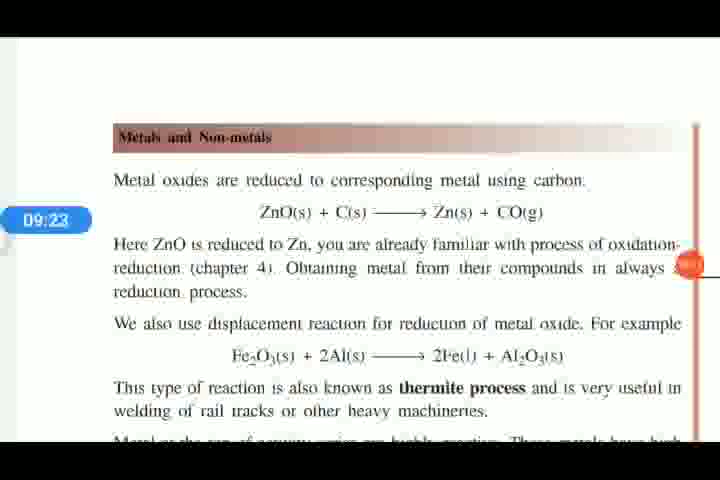 Metals and Non-metals
Metal oxides are reduced to corresponding metal using carbon.
ZnO(s) + C(s) ⟶ Zn(s) + CO(g)
09:23
Here ZnO is reduced to Zn, you are already familiar with process of oxidation-
reduction (chapter 4). Obtaining metal from their compounds in always a
reduction process.
We also use displacement reaction for reduction of metal oxide. For example
Fe₂O₃(s) + 2Al(s) ⟶ 2Fe(l) + Al₂O₃(s)
This type of reaction is also known as thermite process and is very useful in
welding of rail tracks or other heavy machineries.